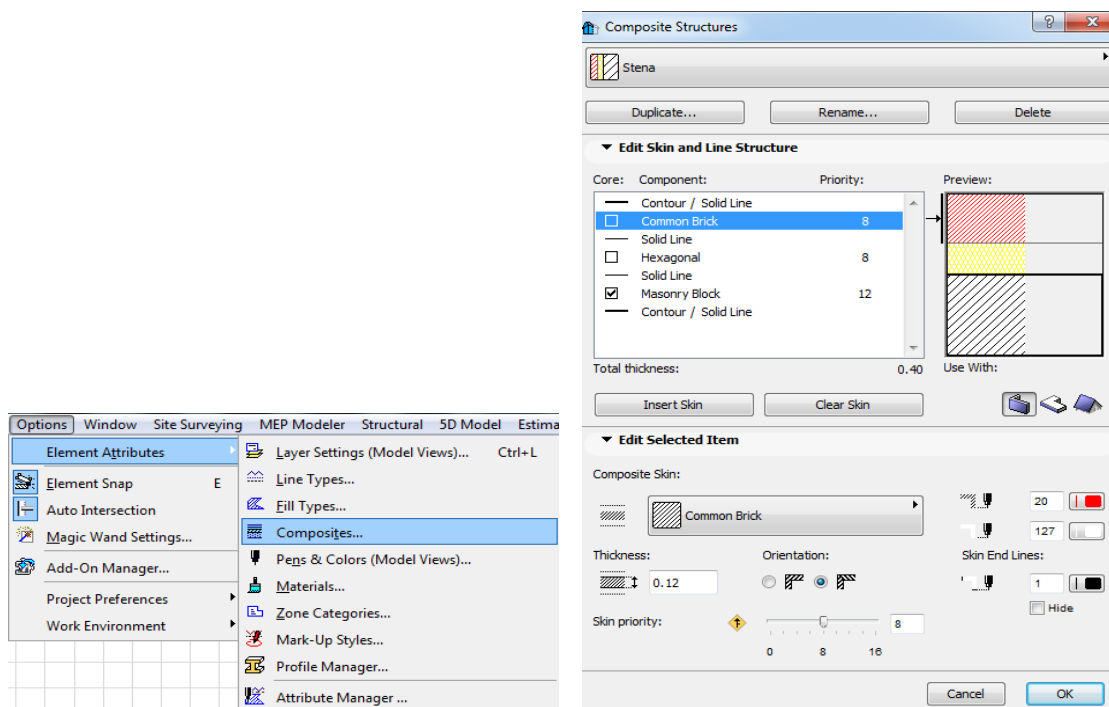 Options Window Site Surveying MEP Modeler Structural 5D Model Estima
Element Attributes
Element Snap E
Auto Intersection
Magic Wand Settings...
Add-On Manager...
Project Preferences
Work Environment
Layer Settings (Model Views)... Ctrl+L
Line Types...
Fill Types...
Composites...
Pens & Colors (Model Views)...
Materials...
Zone Categories...
Mark-Up Styles...
Profile Manager...
Attribute Manager ...
Composite Structures
Stena
Duplicate... Rename... Delete
Edit Skin and Line Structure
Core: Component: Priority: Preview:
Contour / Solid Line
Common Brick 8
Solid Line
Hexagonal 8
Solid Line
Masonry Block 12
Contour / Solid Line
Total thickness: 0.40 Use With:
Insert Skin Clear Skin
Edit Selected Item
Composite Skin:
Common Brick
20
127
Thickness: Orientation: Skin End Lines:
0.12
1
Hide
Skin priority: 8
0 8 16
Cancel OK